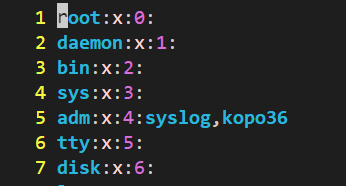 1 root:x:0:
2 daemon:x:1:
3 bin:x:2:
4 sys:x:3:
5 adm:x:4:syslog,kopo36
6 tty:x:5:
7 disk:x:6: